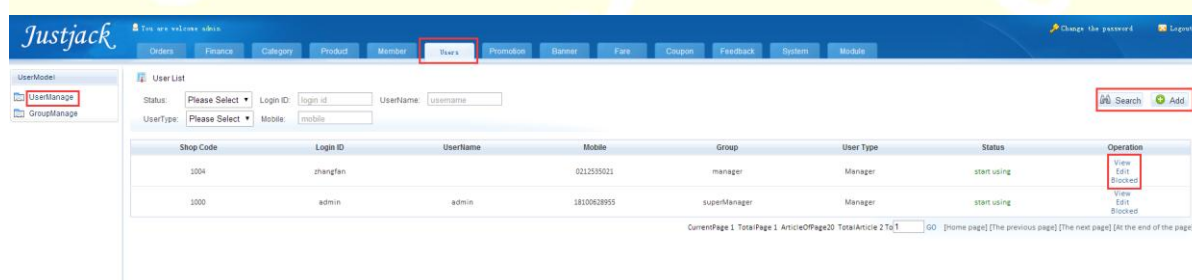 Justjack
You are welcome admin
Change the password Logout
Orders Finance Category Product Member Users Promotion Banner Fare Coupon Feedback System Module
UserModel
UserManage
GroupManage
User List
Status: Please Select Login ID: login id UserName: username
UserType: Please Select Mobile: mobile
Search Add
Shop Code Login ID UserName Mobile Group User Type Status Operation
1004 zhangfan 0212535021 manager Manager start using View
Edit
Blocked
1000 admin admin 18100628955 superManager Manager start using View
Edit
Blocked
CurrentPage 1 TotalPage 1 ArticleOfPage20 TotalArticle 2 To 1 GO [Home page] [The previous page] [The next page] [At the end of the page]